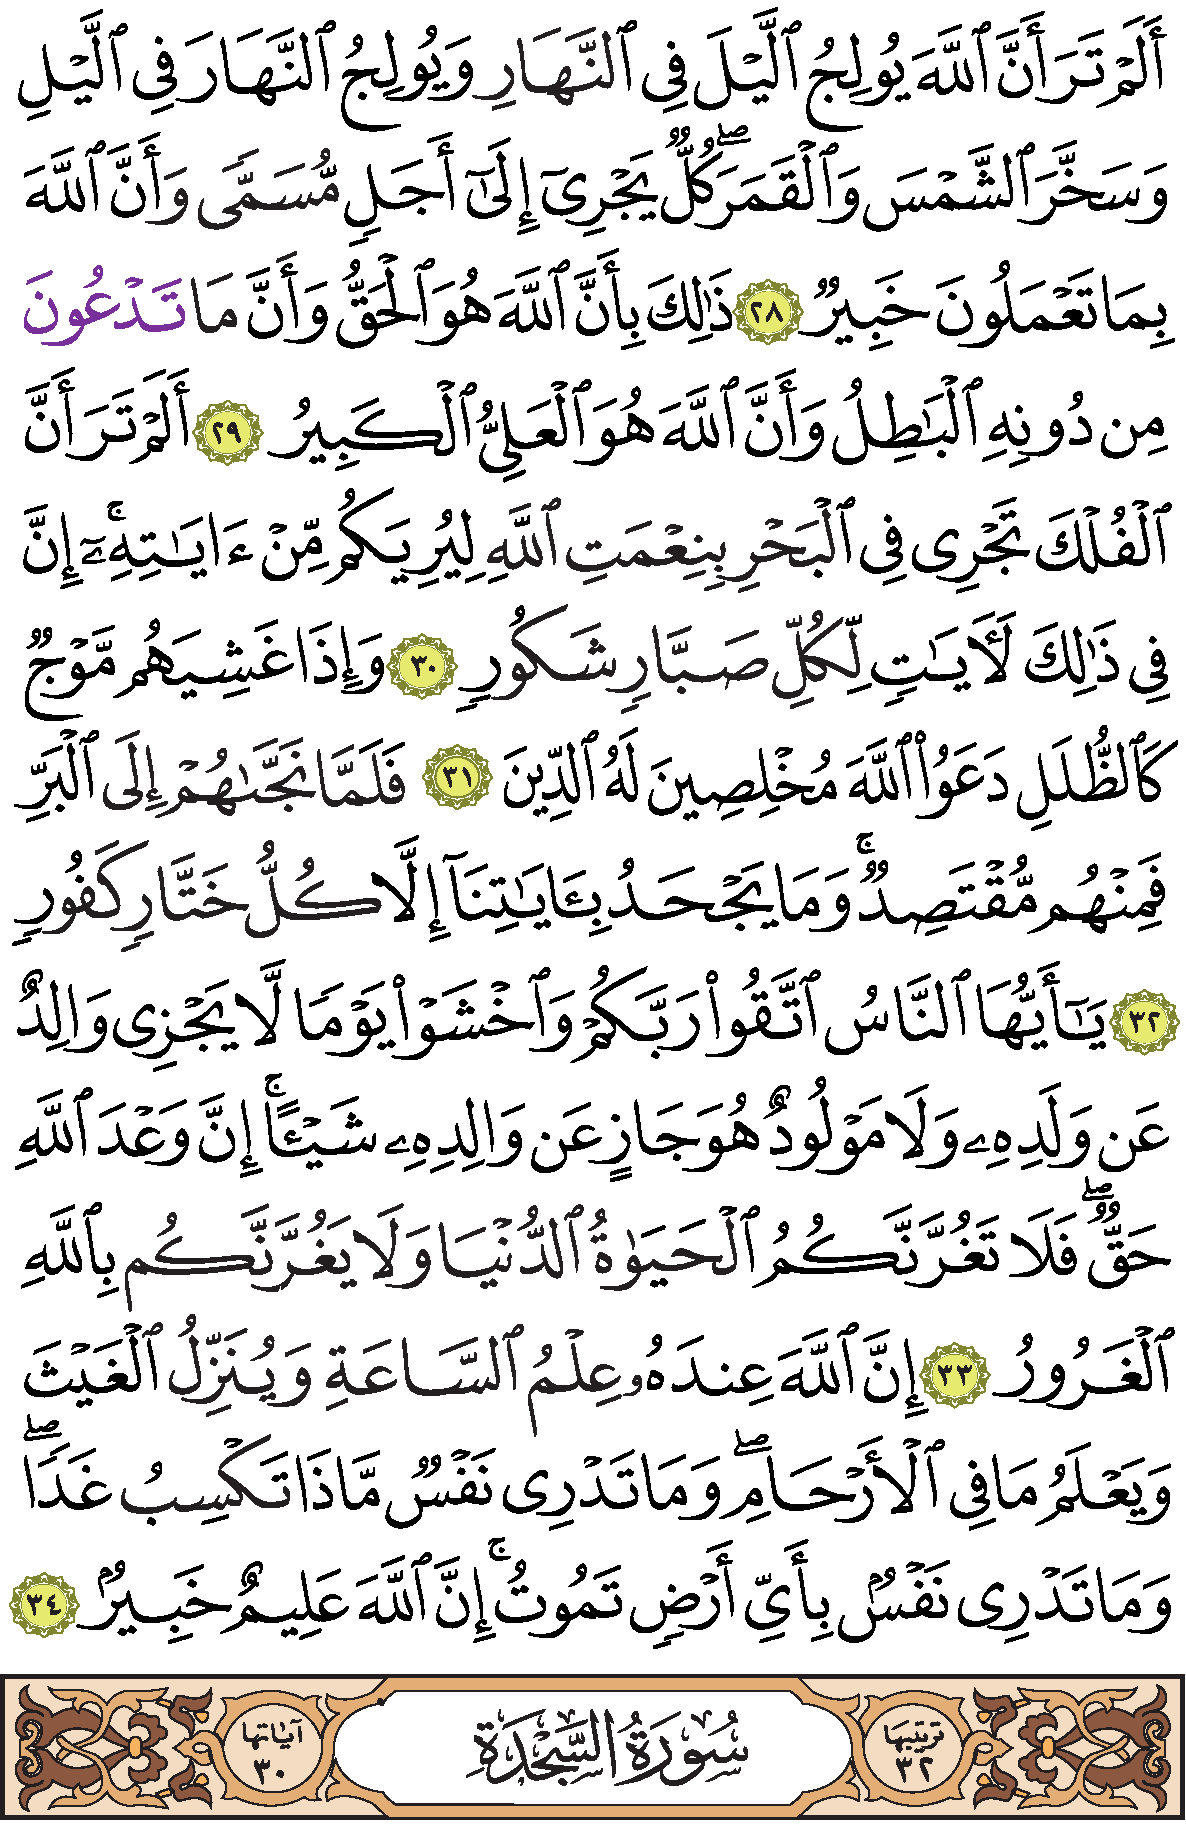 أَلَمْ تَرَ أَنَّ ٱللَّهَ يُولِجُ ٱلَّيْلَ فِى ٱلنَّهَارِ وَيُولِجُ ٱلنَّهَارَ فِى ٱلَّيْلِ
وَسَخَّرَ ٱلشَّمْسَ وَٱلْقَمَرَۖ كُلٌّ يَجْرِىٓ إِلَىٰٓ أَجَلٍ مُّسَمًّى وَأَنَّ ٱللَّهَ
بِمَا تَعْمَلُونَ خَبِيرٌ ٢٨ ذَٰلِكَ بِأَنَّ ٱللَّهَ هُوَ ٱلْحَقُّ وَأَنَّ مَا تَدْعُونَ
مِن دُونِهِ ٱلْبَٰطِلُ وَأَنَّ ٱللَّهَ هُوَ ٱلْعَلِىُّ ٱلْكَبِيرُ ٢٩ أَلَمْ تَرَ أَنَّ
ٱلْفُلْكَ تَجْرِى فِى ٱلْبَحْرِ بِنِعْمَتِ ٱللَّهِ لِيُرِيَكُم مِّنْ ءَايَٰتِهِۦٓۚ إِنَّ
فِى ذَٰلِكَ لَءَايَٰتٍ لِّكُلِّ صَبَّارٍ شَكُورٍ ٣٠ وَإِذَا غَشِيَهُم مَّوْجٌ
كَٱلظُّلَلِ دَعَوُا۟ ٱللَّهَ مُخْلِصِينَ لَهُ ٱلدِّينَ ٣١ فَلَمَّا نَجَّىٰهُمْ إِلَى ٱلْبَرِّ
فَمِنْهُم مُّقْتَصِدٌۚ وَمَا يَجْحَدُ بِـَٔايَٰتِنَآ إِلَّا كُلُّ خَتَّارٍ كَفُورٍ
٣٢ يَٰٓأَيُّهَا ٱلنَّاسُ ٱتَّقُوا۟ رَبَّكُمْ وَٱخْشَوْا۟ يَوْمًا لَّا يَجْزِى وَالِدٌ
عَن وَلَدِهِۦ وَلَا مَوْلُودٌ هُوَ جَازٍ عَن وَالِدِهِۦ شَيْـًٔاۚ إِنَّ وَعْدَ ٱللَّهِ
حَقٌّۖ فَلَا تَغُرَّنَّكُمُ ٱلْحَيَوٰةُ ٱلدُّنْيَا وَلَا يَغُرَّنَّكُم بِٱللَّهِ
ٱلْغَرُورُ ٣٣ إِنَّ ٱللَّهَ عِندَهُۥ عِلْمُ ٱلسَّاعَةِ وَيُنَزِّلُ ٱلْغَيْثَ
وَيَعْلَمُ مَا فِى ٱلْأَرْحَامِۖ وَمَا تَدْرِى نَفْسٌ مَّاذَا تَكْسِبُ غَدًاۖ
وَمَا تَدْرِى نَفْسٌۢ بِأَىِّ أَرْضٍ تَمُوتُۚ إِنَّ ٱللَّهَ عَلِيمٌ خَبِيرٌۢ ٣٤
ترتيبها ٣٢ سُورَةُ السَّجْدَةِ آياتها ٣٠